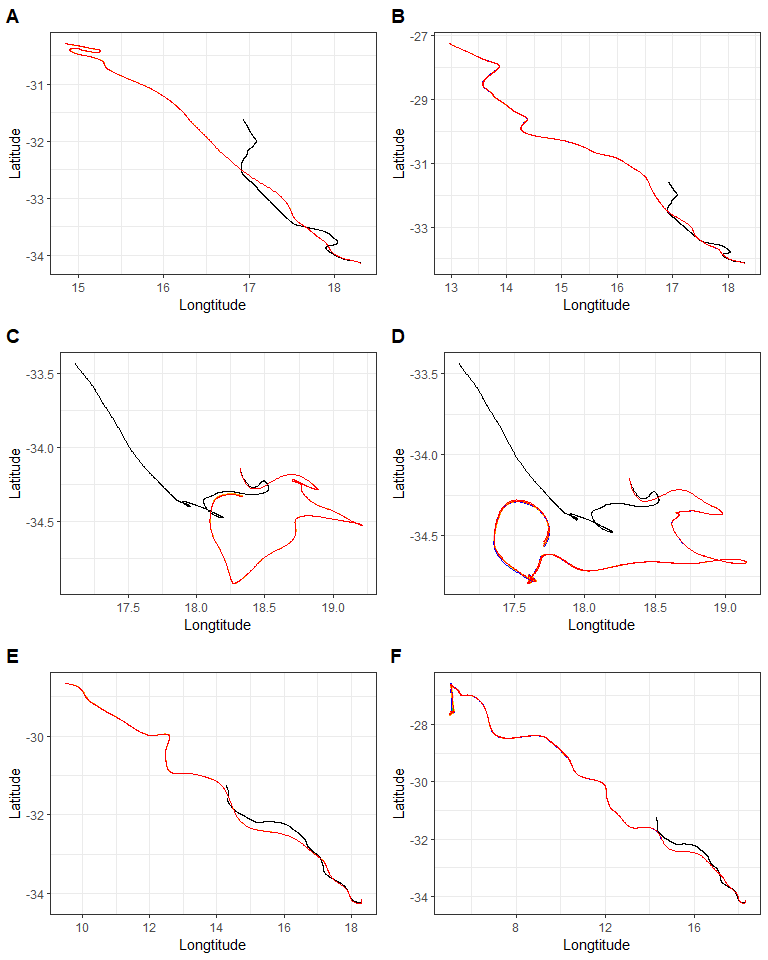 A
B
-31
-32
-33
-34
Latitude
15
16
17
18
Longtitude
-27
-29
-31
-33
Latitude
13
14
15
16
17
18
Longtitude
C
D
-33.5
-34.0
-34.5
Latitude
17.5
18.0
18.5
19.0
Longtitude
-33.5
-34.0
-34.5
Latitude
17.5
18.0
18.5
19.0
Longtitude
E
F
-30
-32
-34
Latitude
10
12
14
16
18
Longtitude
-28
-30
-32
-34
Latitude
8
12
16
Longtitude